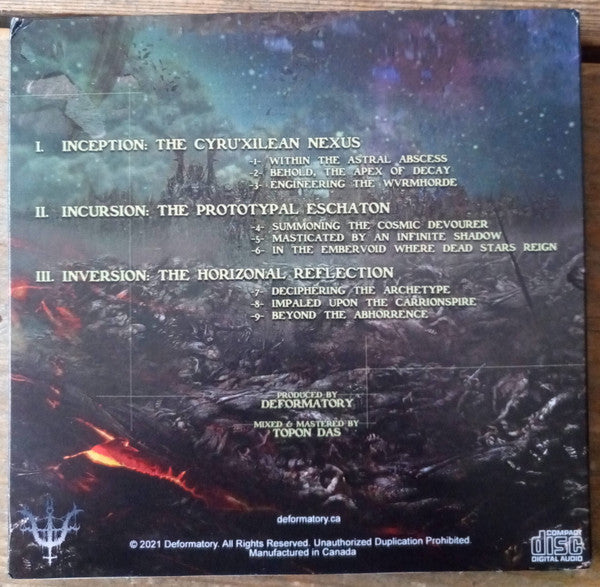 I. INCEPTION: THE CYRU'XILEAN NEXUS
-1- WITHIN THE ASTRAL ABSCESS
-2- BEHOLD, THE APEX OF DECAY
-3- ENGINEERING THE WVRMHORDE
II. INCURSION: THE PROTOTYPAL ESCHATON
-4- SUMMONING THE COSMIC DEVOURER
-5- MASTICATED BY AN INFINITE SHADOW
-6- IN THE EMBERVOID WHERE DEAD STARS REIGN
III. INVERSION: THE HORIZONAL REFLECTION
-7- DECIPHERING THE ARCHETYPE
-8- IMPALED UPON THE CARRIONSPIRE
-9- BEYOND THE ABHORRENCE
PRODUCED BY
DEFORMATORY
MIXED & MASTERED BY
TOPON DAS
deformatory.ca
© 2021 Deformatory. All Rights Reserved. Unauthorized Duplication Prohibited.
Manufactured in Canada
COMPACT
disc
DIGITAL AUDIO